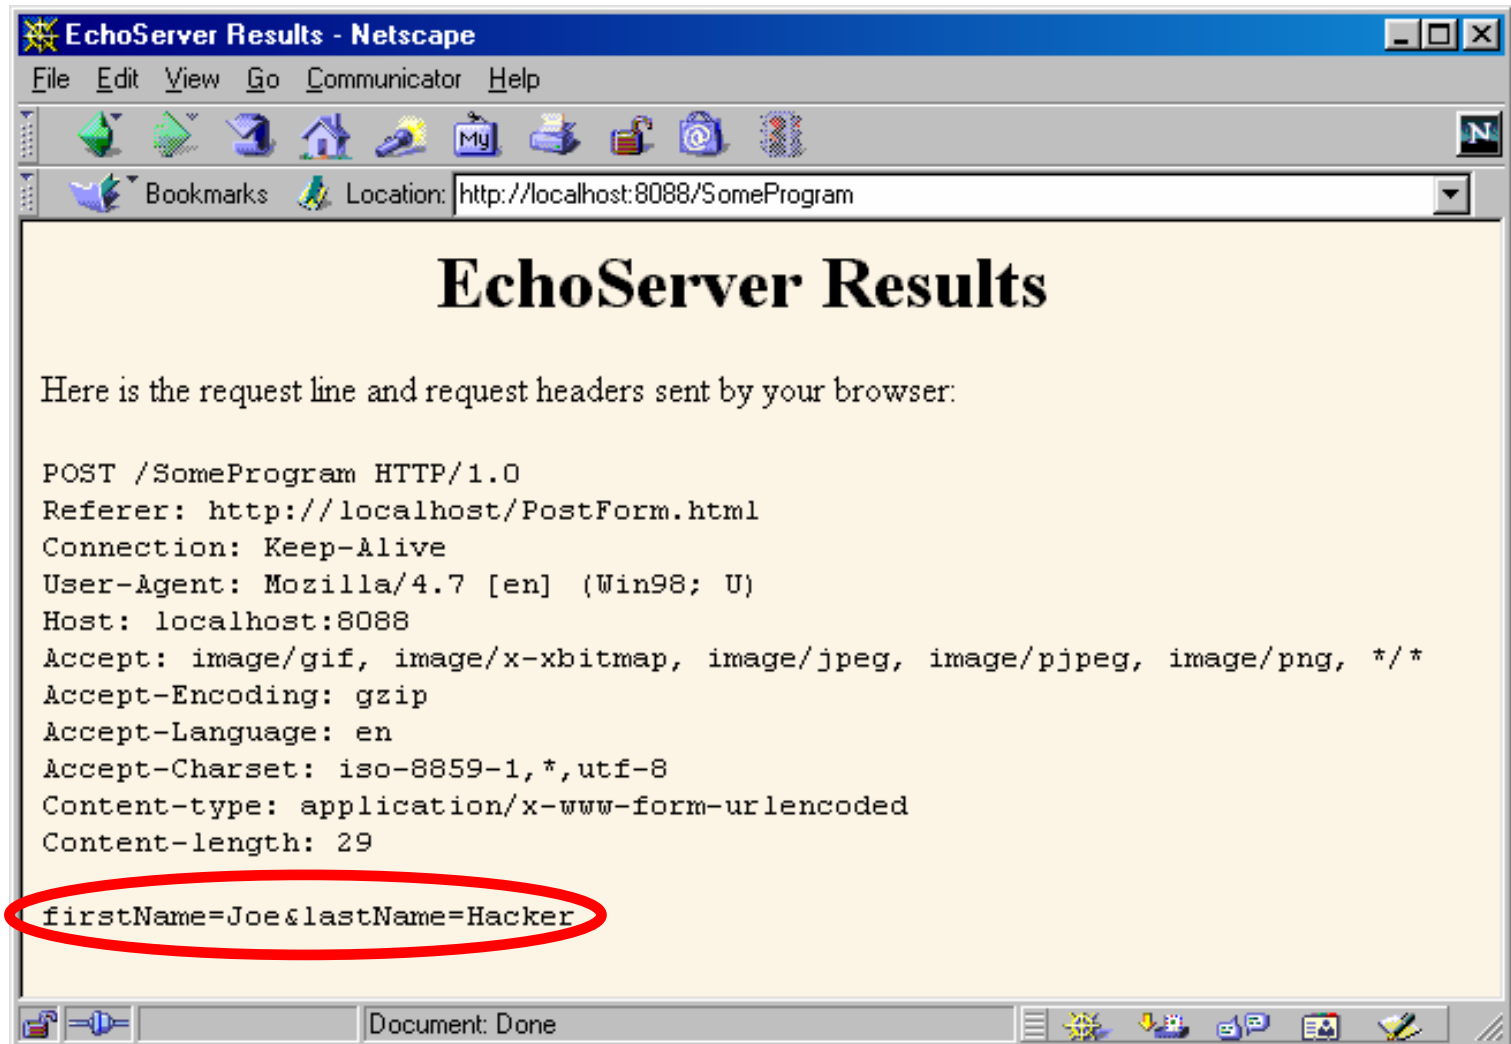 EchoServer Results - Netscape
File Edit View Go Communicator Help
My
N
Bookmarks Location: http://localhost:8088/SomeProgram
EchoServer Results
Here is the request line and request headers sent by your browser:
POST /SomeProgram HTTP/1.0
Referer: http://localhost/PostForm.html
Connection: Keep-Alive
User-Agent: Mozilla/4.7 [en] (Win98; U)
Host: localhost:8088
Accept: image/gif, image/x-xbitmap, image/jpeg, image/pjpeg, image/png, */*
Accept-Encoding: gzip
Accept-Language: en
Accept-Charset: iso-8859-1,*,utf-8
Content-type: application/x-www-form-urlencoded
Content-length: 29
firstName=Joe&lastName=Hacker
Document: Done